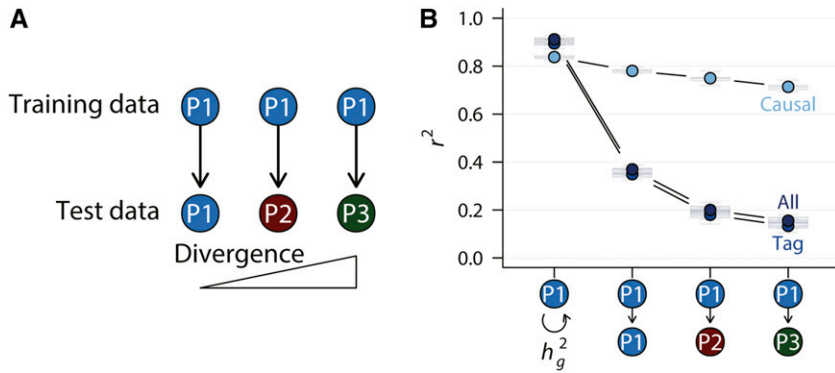 A
Training data P1 P1 P1
Test data P1 P2 P3
Divergence
B
r²
1.0
0.8
0.6
0.4
0.2
0.0
Causal
All
Tag
P1 P1 P1 P1
h_g² P1 P2 P3